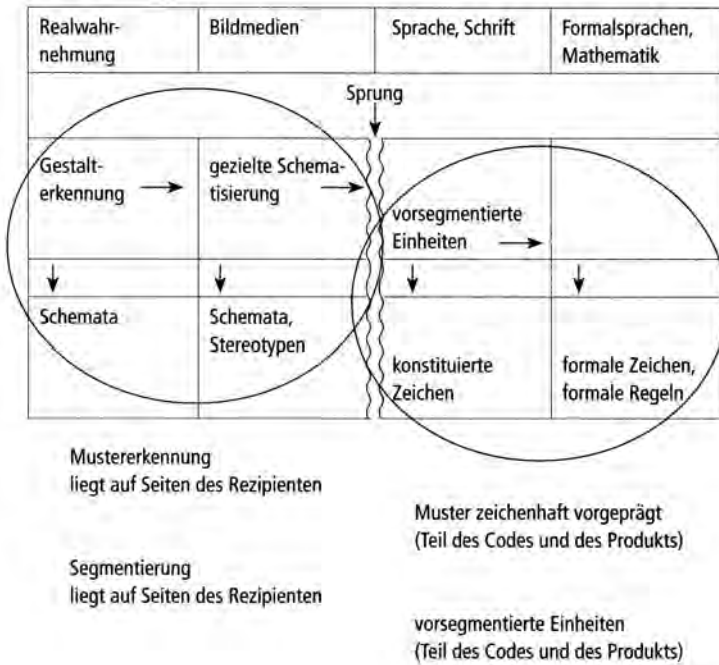 Realwahr-
nehmung
Bildmedien
Sprache, Schrift
Formalsprachen,
Mathematik
Sprung
Gestalt-
erkennung
gezielte Schema-
tisierung
vorsegmentierte
Einheiten
Schemata
Schemata,
Stereotypen
konstituierte
Zeichen
formale Zeichen,
formale Regeln
Mustererkennung
liegt auf Seiten des Rezipienten
Muster zeichenhaft vorgeprägt
(Teil des Codes und des Produkts)
Segmentierung
liegt auf Seiten des Rezipienten
vorsegmentierte Einheiten
(Teil des Codes und des Produkts)